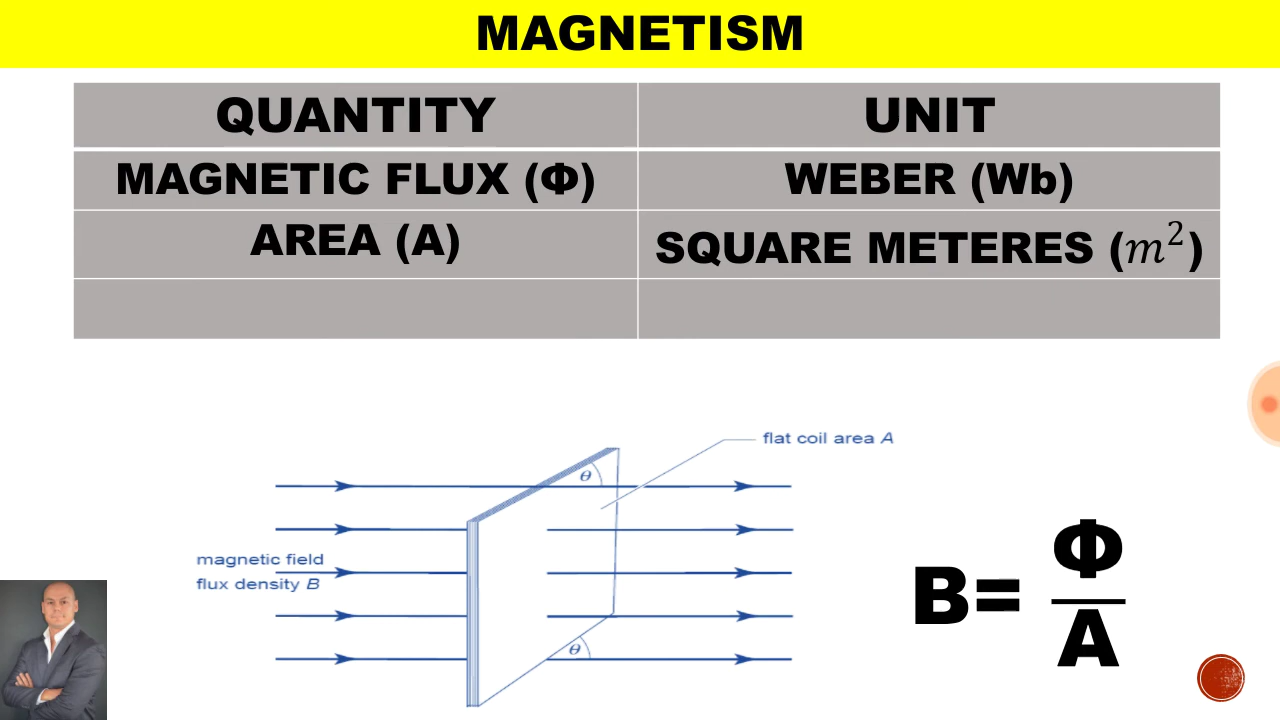 MAGNETISM
QUANTITY UNIT
MAGNETIC FLUX (Φ) WEBER (Wb)
AREA (A) SQUARE METERES (m²)
flat coil area A
θ
magnetic field
flux density B
θ
B= Φ/A